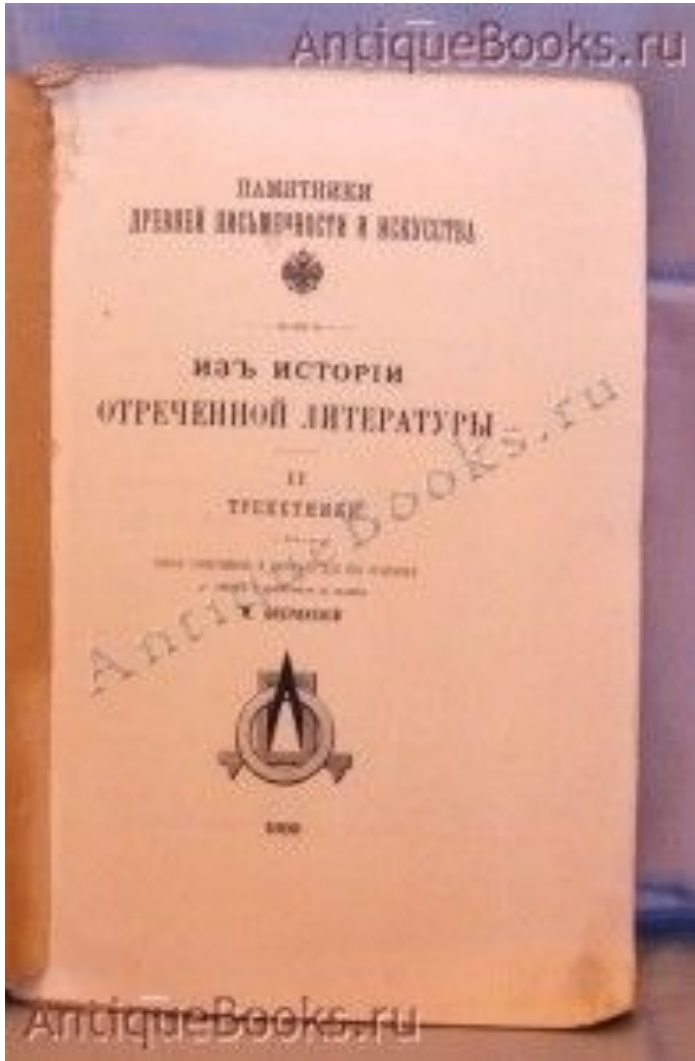 AntiqueBooks.ru
ПАМЯТНИКИ
ДРЕВНЕЙ ПИСЬМЕННОСТИ И ИСКУССТВА
ИЗЪ ИСТОРІИ
ОТРЕЧЕННОЙ ЛИТЕРАТУРЫ
II
ТРЕПЕТНИКИ
AntiqueBooks.ru
AntiqueBooks.ru